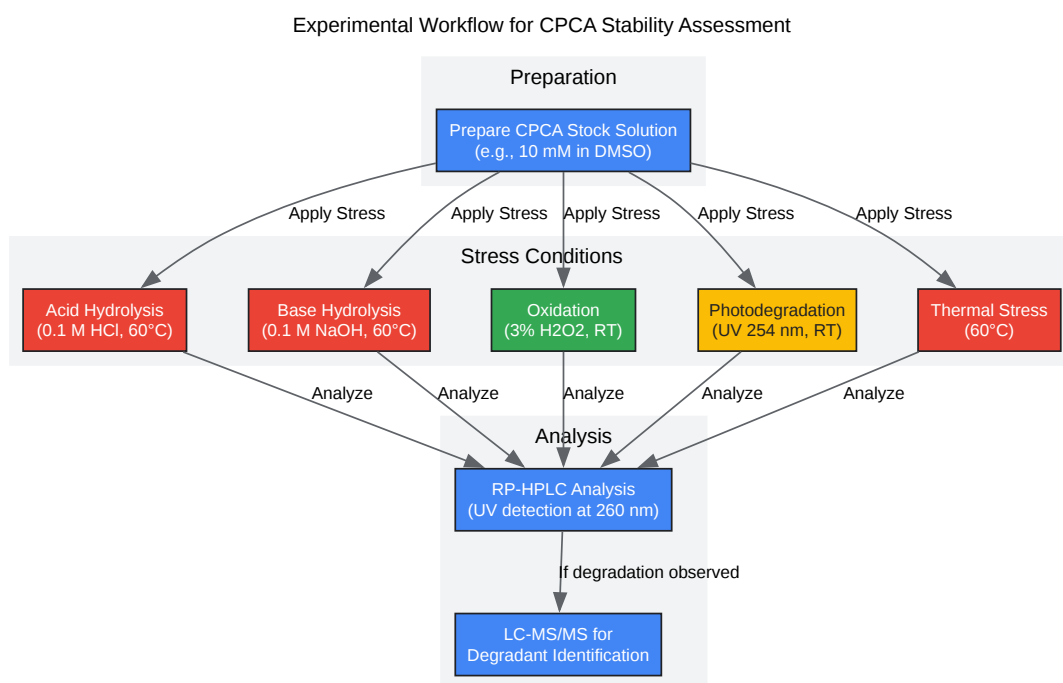 Experimental Workflow for CPCA Stability Assessment
Preparation
Prepare CPCA Stock Solution
(e.g., 10 mM in DMSO)
Apply Stress
Apply Stress
Apply Stress
Apply Stress
Apply Stress
Stress Conditions
Acid Hydrolysis
(0.1 M HCl, 60°C)
Base Hydrolysis
(0.1 M NaOH, 60°C)
Oxidation
(3% H2O2, RT)
Photodegradation
(UV 254 nm, RT)
Thermal Stress
(60°C)
Analyze
Analyze
Analyze
Analyze
Analyze
Analysis
RP-HPLC Analysis
(UV detection at 260 nm)
If degradation observed
LC-MS/MS for
Degradant Identification